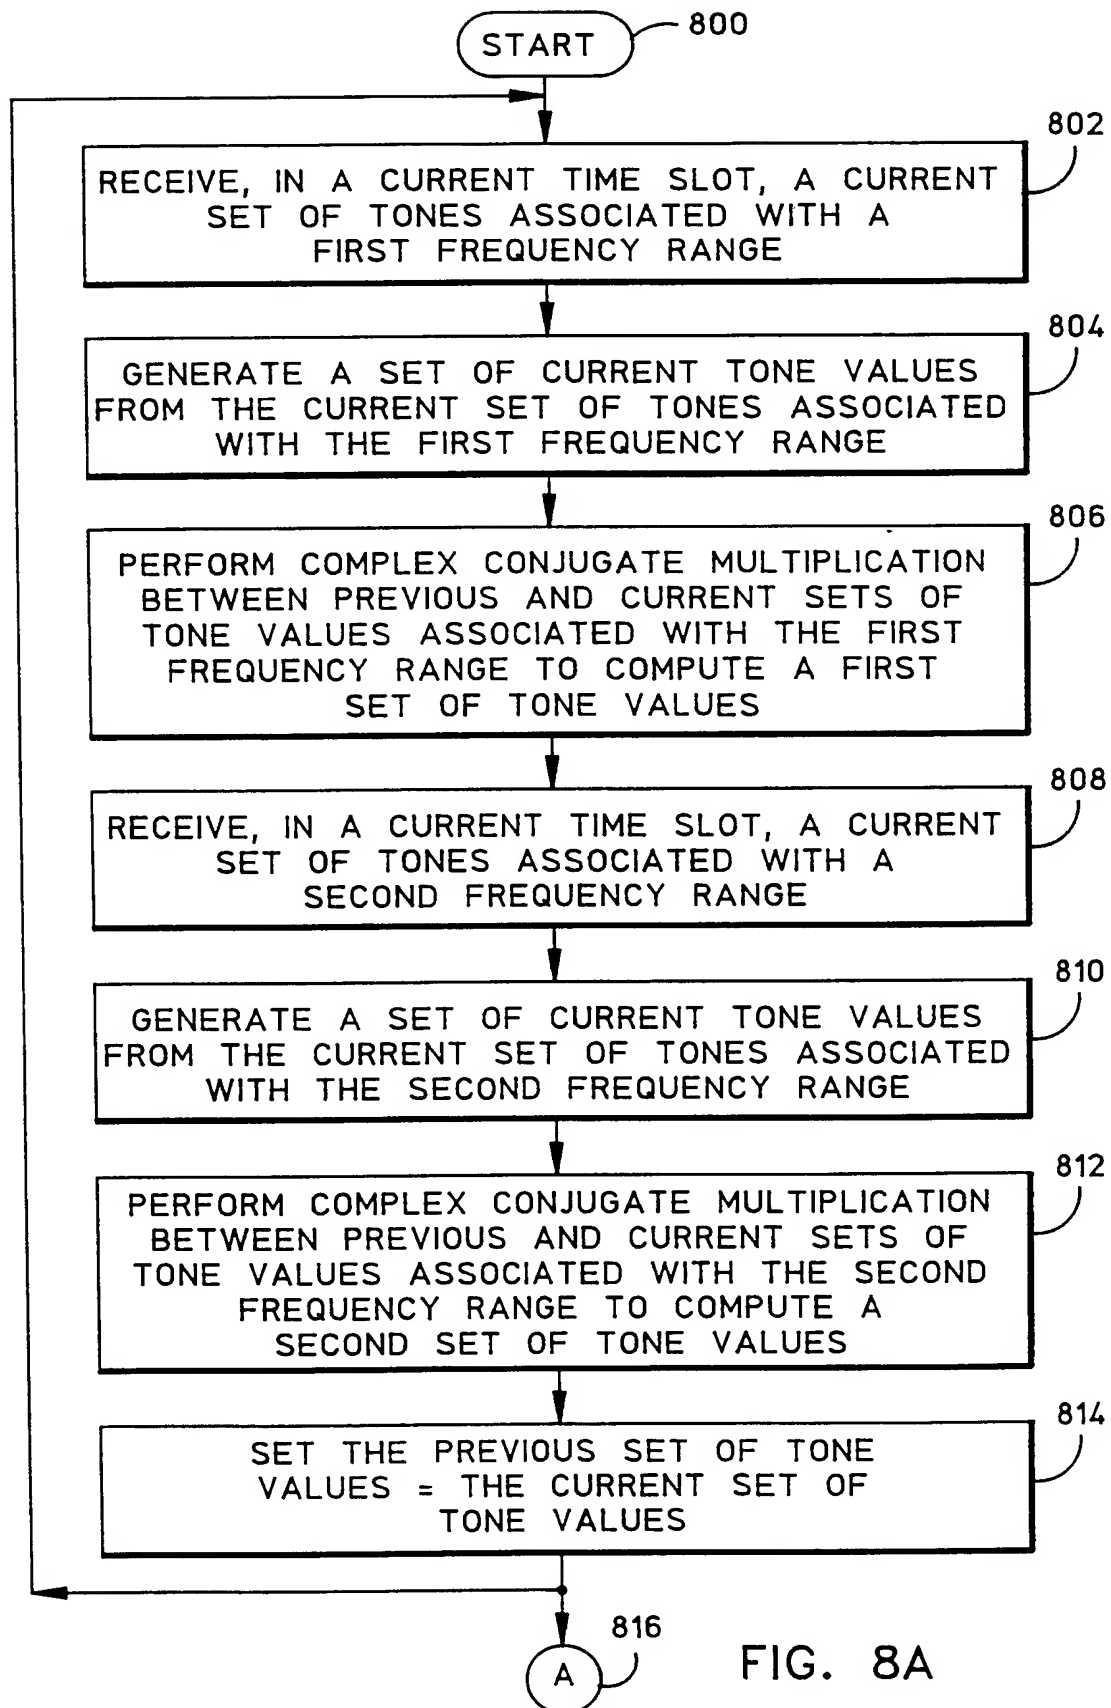 START
800
802
RECEIVE, IN A CURRENT TIME SLOT, A CURRENT
SET OF TONES ASSOCIATED WITH A
FIRST FREQUENCY RANGE
804
GENERATE A SET OF CURRENT TONE VALUES
FROM THE CURRENT SET OF TONES ASSOCIATED
WITH THE FIRST FREQUENCY RANGE
806
PERFORM COMPLEX CONJUGATE MULTIPLICATION
BETWEEN PREVIOUS AND CURRENT SETS OF
TONE VALUES ASSOCIATED WITH THE FIRST
FREQUENCY RANGE TO COMPUTE A FIRST
SET OF TONE VALUES
808
RECEIVE, IN A CURRENT TIME SLOT, A CURRENT
SET OF TONES ASSOCIATED WITH A
SECOND FREQUENCY RANGE
810
GENERATE A SET OF CURRENT TONE VALUES
FROM THE CURRENT SET OF TONES ASSOCIATED
WITH THE SECOND FREQUENCY RANGE
812
PERFORM COMPLEX CONJUGATE MULTIPLICATION
BETWEEN PREVIOUS AND CURRENT SETS OF
TONE VALUES ASSOCIATED WITH THE SECOND
FREQUENCY RANGE TO COMPUTE A
SECOND SET OF TONE VALUES
814
SET THE PREVIOUS SET OF TONE
VALUES = THE CURRENT SET OF
TONE VALUES
816
A
FIG. 8A